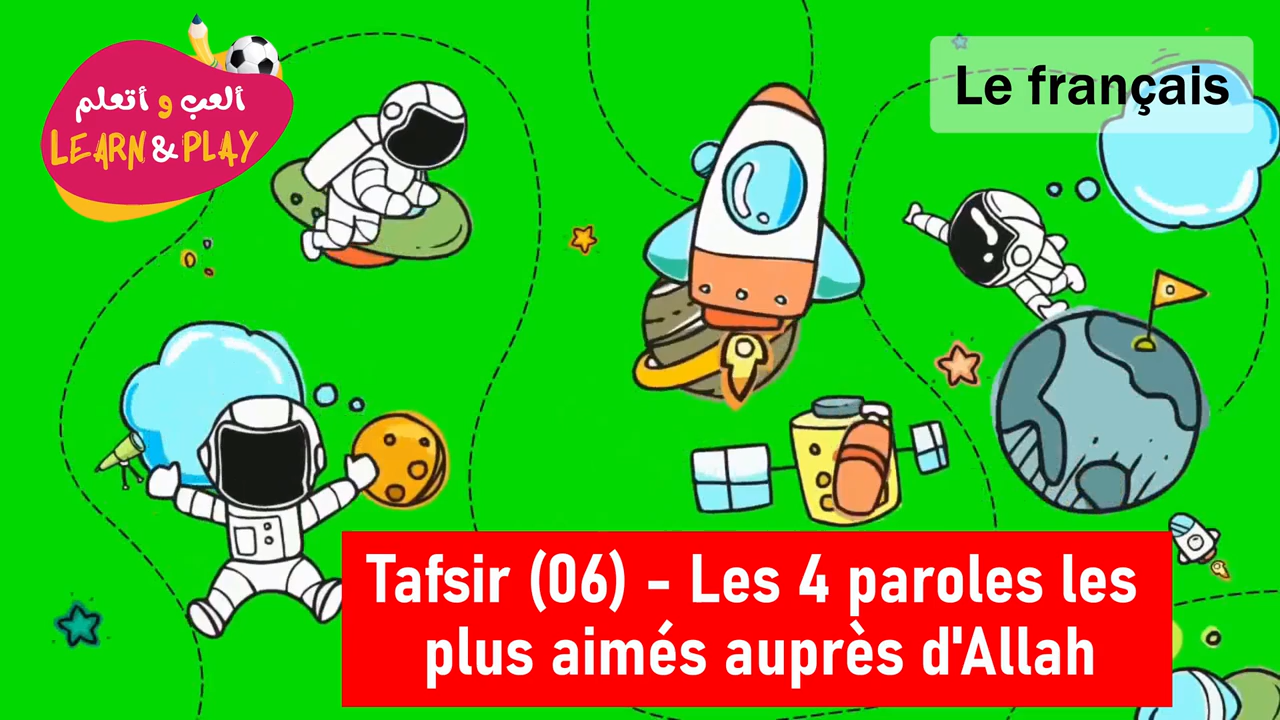 ألعب و أتعلم
LEARN & PLAY
Le français
Tafsir (06) - Les 4 paroles les
plus aimés auprès d'Allah